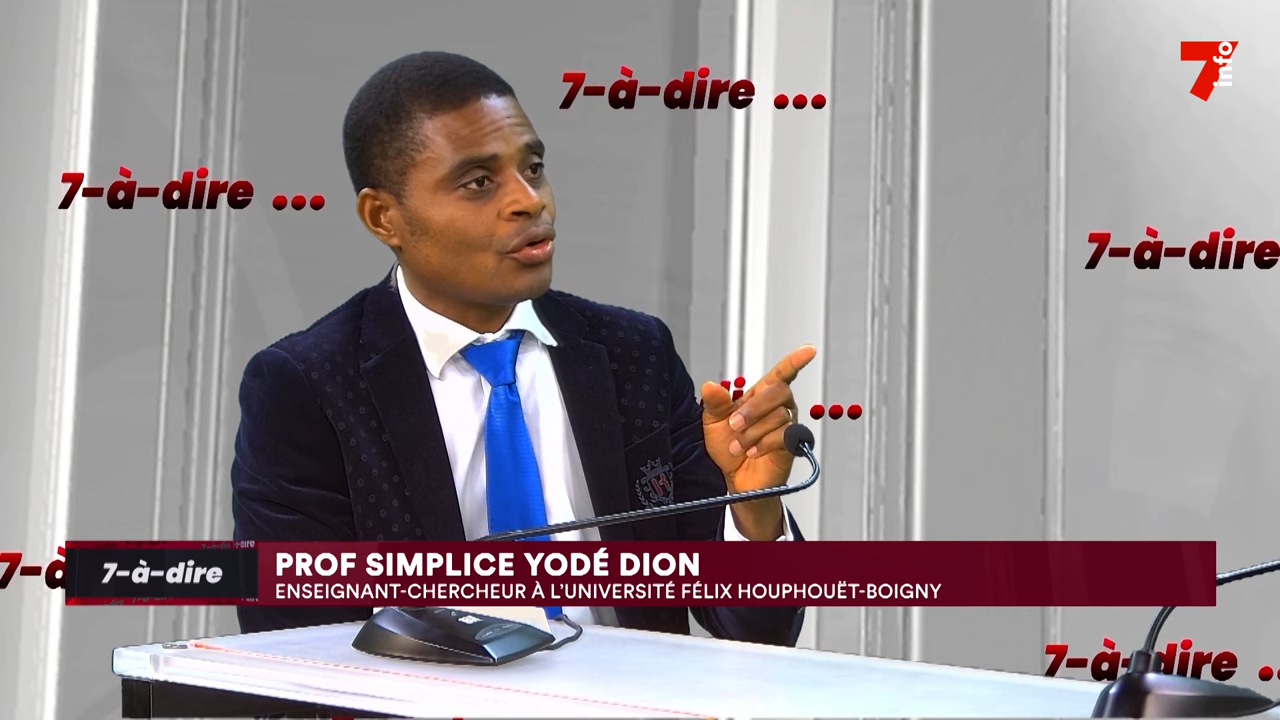 7info
7-à-dire ...
7-à-dire ...
7-à-dire
...
7-à
7-à-dire
PROF SIMPLICE YODÉ DION
ENSEIGNANT-CHERCHEUR À L'UNIVERSITÉ FÉLIX HOUPHOUËT-BOIGNY
7-à-dire ...